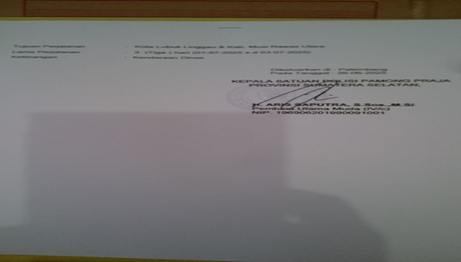 Tujuan Perjalanan : Kota Lubuk Linggau & Kab. Musi Rawas Utara
Lama Perjalanan : 3 (Tiga) hari (01-07-2025 s.d 03-07-2025)
Keterangan : Kendaraan Dinas
Dikeluarkan di : Palembang
Pada Tanggal : 30-06-2025
KEPALA SATUAN POLISI PAMONG PRAJA
PROVINSI SUMATERA SELATAN,
H. ARIS SAPUTRA, S.Sos.,M.Si
Pembina Utama Muda (IV/c)
NIP.